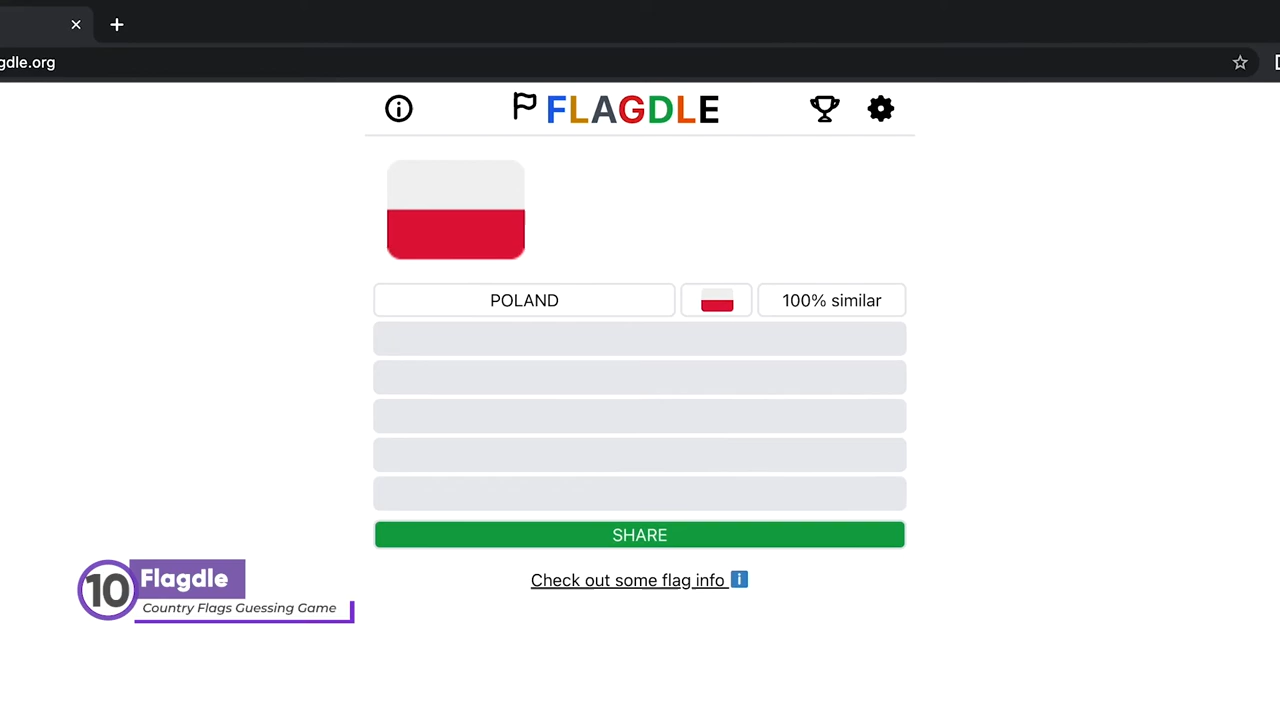 gdle.org
FLAGDLE
POLAND
100% similar
SHARE
Check out some flag info
10
Flagdle
Country Flags Guessing Game